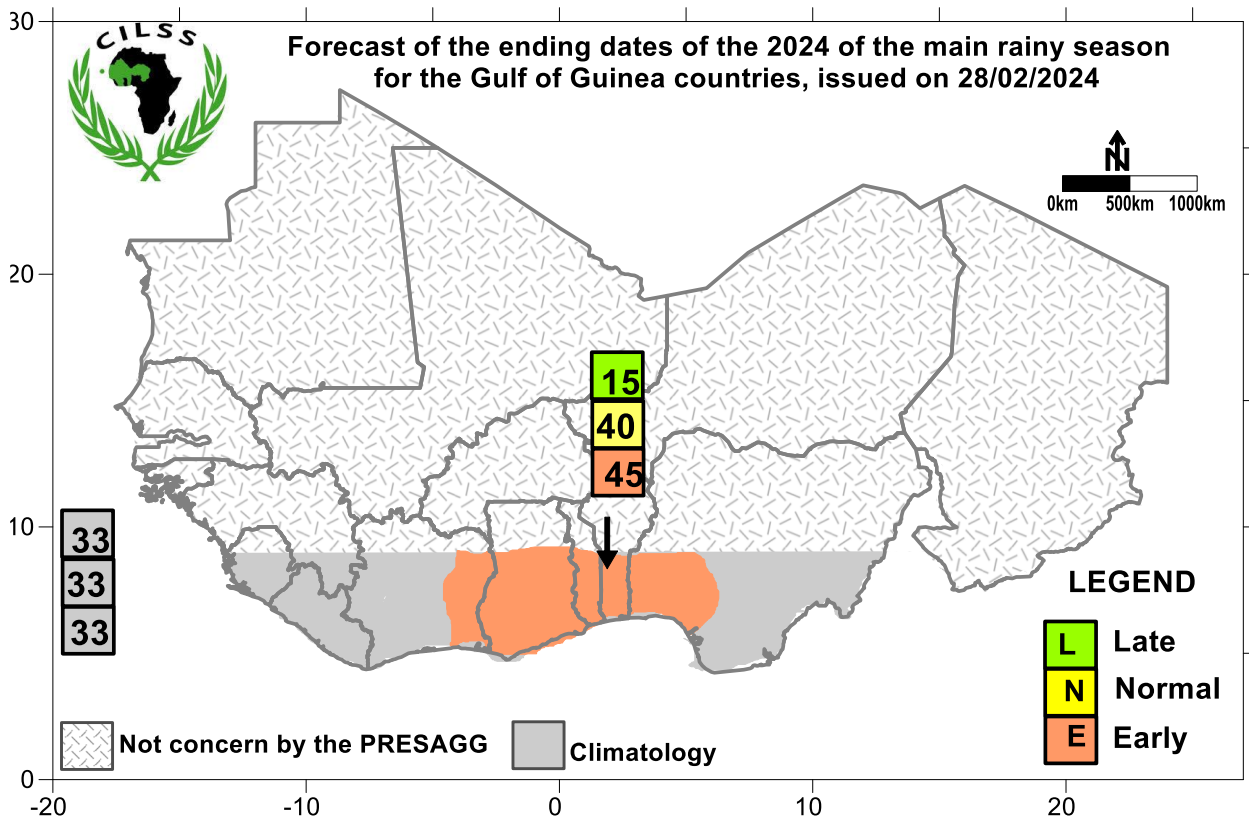 30
CILSS
Forecast of the ending dates of the 2024 of the main rainy season
for the Gulf of Guinea countries, issued on 28/02/2024
N
0km 500km 1000km
20
15
40
45
10
33
33
33
LEGEND
L Late
N Normal
E Early
Not concern by the PRESAGG
Climatology
0
-20 -10 0 10 20